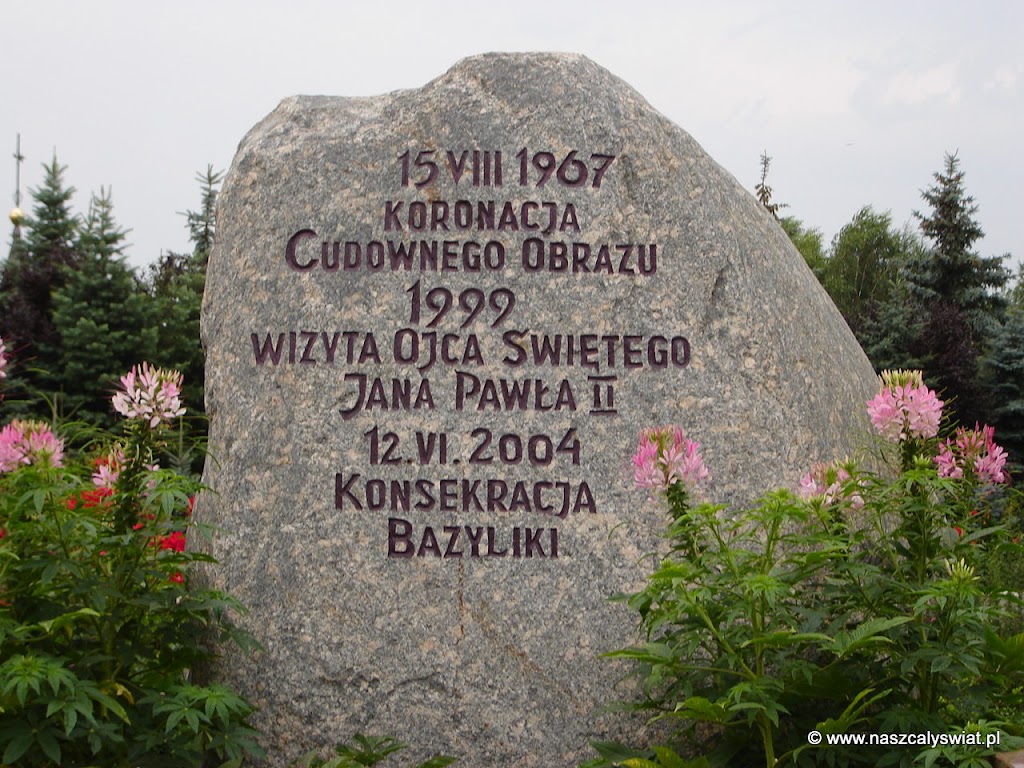 15 VIII 1967
KORONACJA
CUDOWNEGO OBRAZU
1999
WIZYTA OJCA ŚWIĘTEGO
JANA PAWŁA II
12.VI.2004
KONSEKRACJA
BAZYLIKI
© www.naszcalyswiat.pl